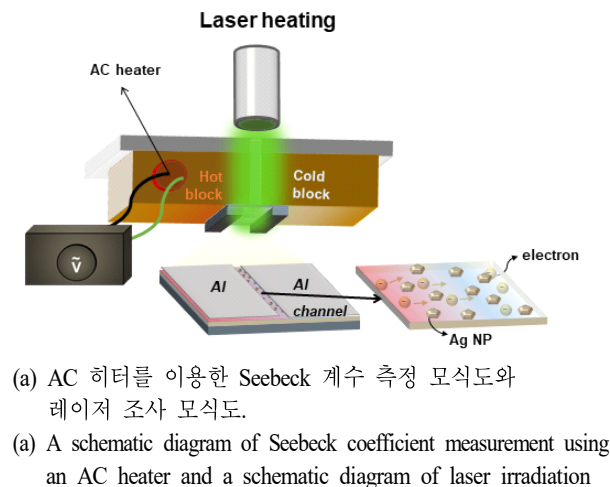 Laser heating
AC heater
Hot
block
Cold
block
Ṽ
Al
Al
channel
electron
Ag NP
(a) AC 히터를 이용한 Seebeck 계수 측정 모식도와
레이저 조사 모식도.
(a) A schematic diagram of Seebeck coefficient measurement using
an AC heater and a schematic diagram of laser irradiation